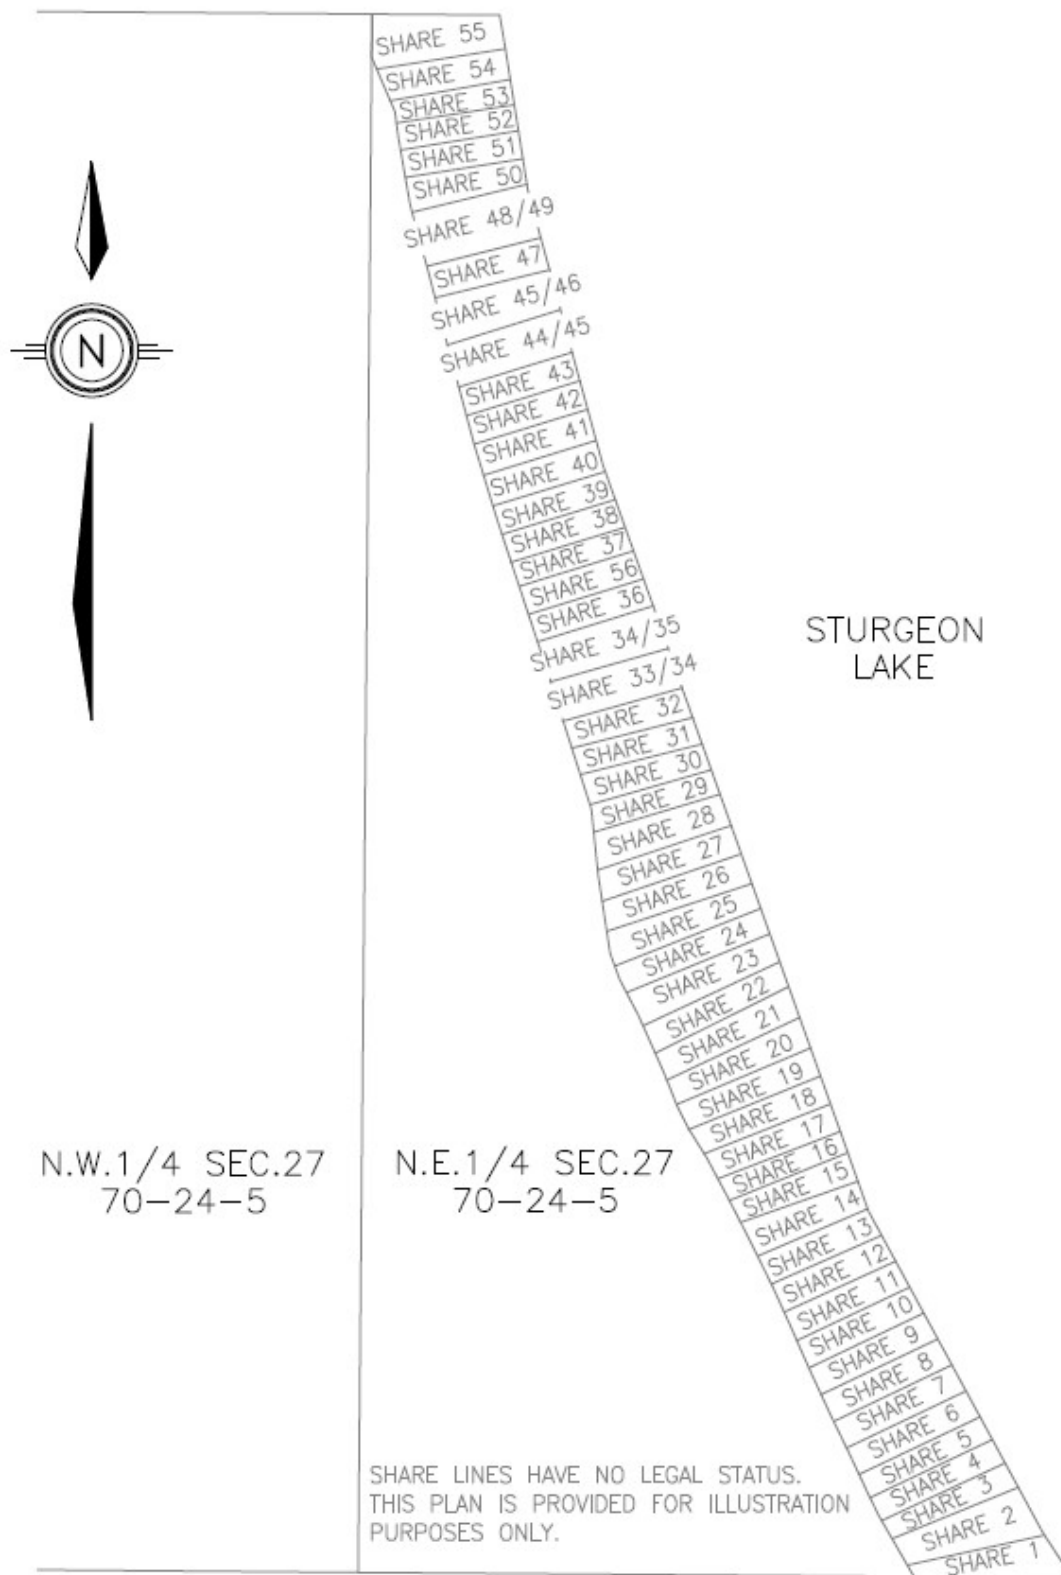 SHARE 55
SHARE 54
SHARE 53
SHARE 52
SHARE 51
SHARE 50
SHARE 48/49
SHARE 47
SHARE 45/46
SHARE 44/45
SHARE 43
SHARE 42
SHARE 41
SHARE 40
SHARE 39
SHARE 38
SHARE 37
SHARE 56
SHARE 36
SHARE 34/35
SHARE 33/34
SHARE 32
SHARE 31
SHARE 30
SHARE 29
SHARE 28
SHARE 27
SHARE 26
SHARE 25
SHARE 24
SHARE 23
SHARE 22
SHARE 21
SHARE 20
SHARE 19
SHARE 18
SHARE 17
SHARE 16
SHARE 15
SHARE 14
SHARE 13
SHARE 12
SHARE 11
SHARE 10
SHARE 9
SHARE 8
SHARE 7
SHARE 6
SHARE 5
SHARE 4
SHARE 3
SHARE 2
SHARE 1
N
STURGEON
LAKE
N.W.1/4 SEC.27
70-24-5
N.E.1/4 SEC.27
70-24-5
SHARE LINES HAVE NO LEGAL STATUS.
THIS PLAN IS PROVIDED FOR ILLUSTRATION
PURPOSES ONLY.